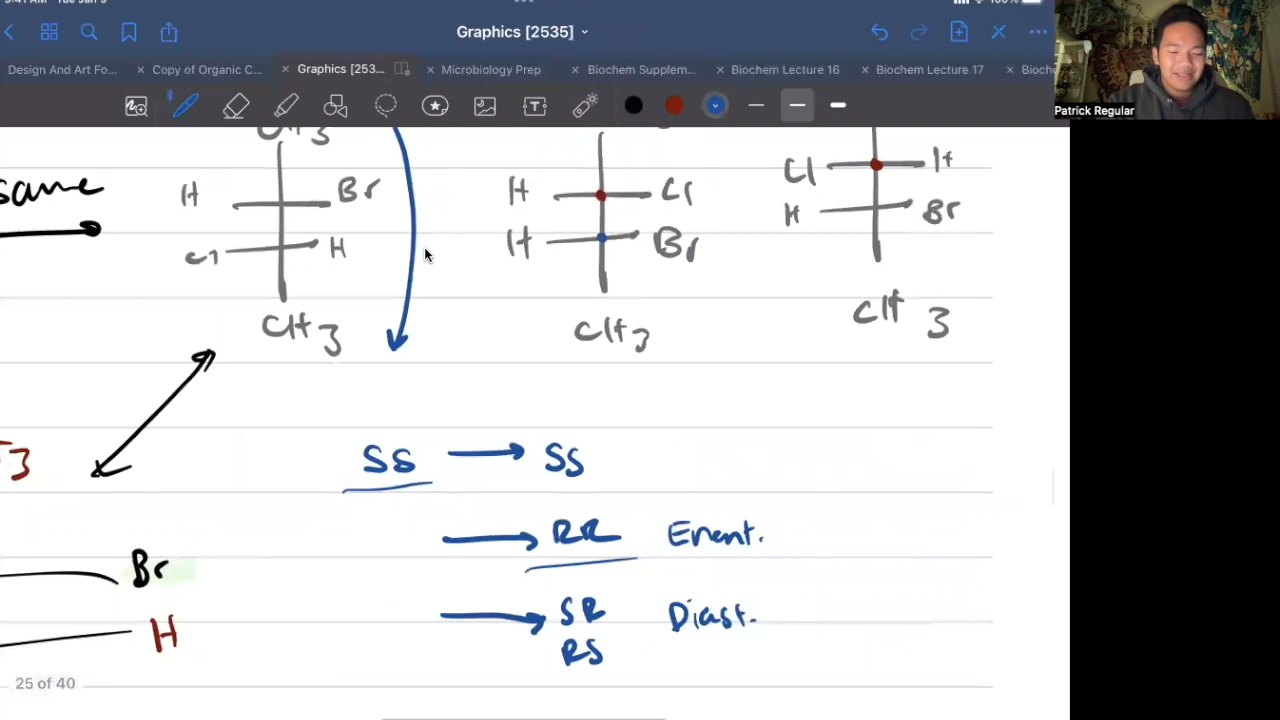 Graphics [2535]
Design And Art Fo...
Copy of Organic C...
Graphics [253...
Microbiology Prep
Biochem Supplem...
Biochem Lecture 16
Biochem Lecture 17
Patrick Regular
CH3
same
H Br
Cl H
CH3
H Cl
H Br
CH3
Cl H
H Br
CH3
SS → SS
→ RR Enant.
→ SR Diast.
RS
3
Br
H
25 of 40